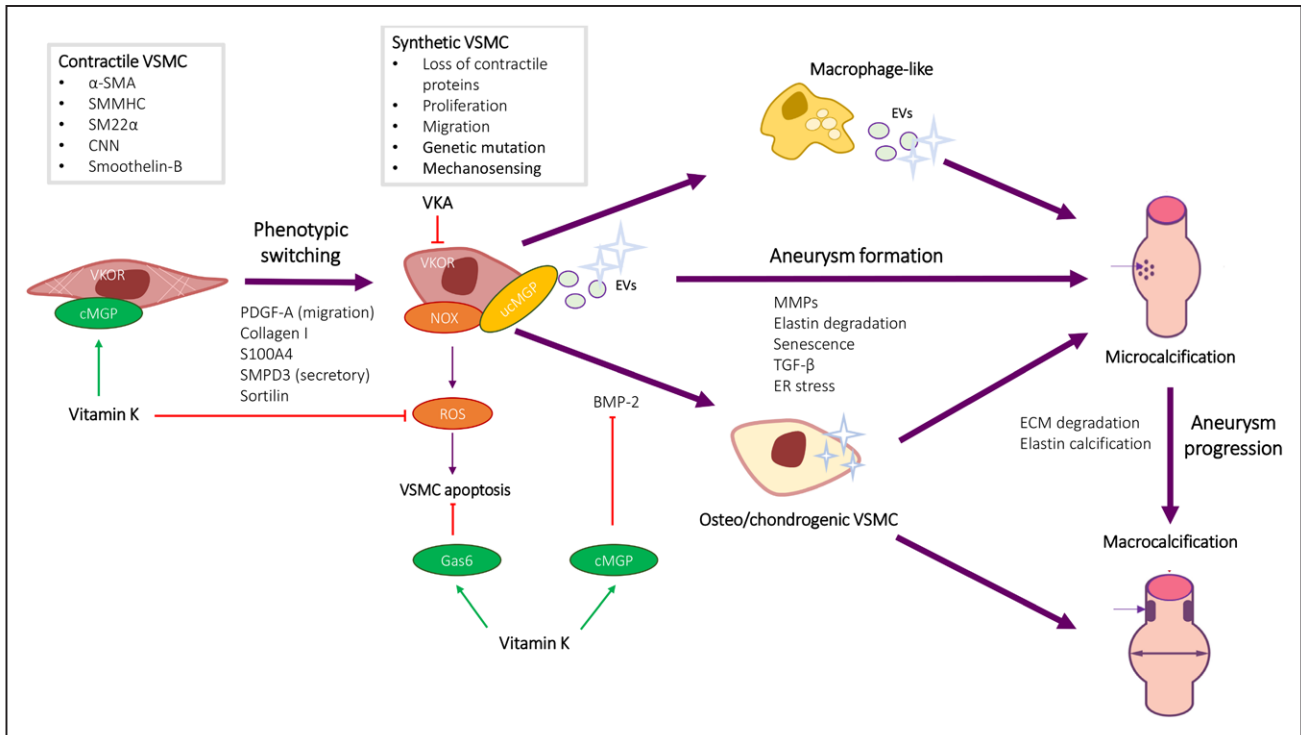 Contractile VSMC
• α-SMA
• SMMHC
• SM22α
• CNN
• Smoothelin-B
Synthetic VSMC
• Loss of contractile
proteins
• Proliferation
• Migration
• Genetic mutation
• Mechanosensing
Macrophage-like
EVs
VKA
Phenotypic
switching
VKOR
cMGP
VKOR
NOX
ucMGP
EVs
Aneurysm formation
PDGF-A (migration)
Collagen I
S100A4
SMPD3 (secretory)
Sortilin
MMPs
Elastin degradation
Senescence
TGF-β
ER stress
Microcalcification
Vitamin K
ROS
BMP-2
ECM degradation
Elastin calcification
Aneurysm
progression
VSMC apoptosis
Osteo/chondrogenic VSMC
Macrocalcification
Gas6
cMGP
Vitamin K